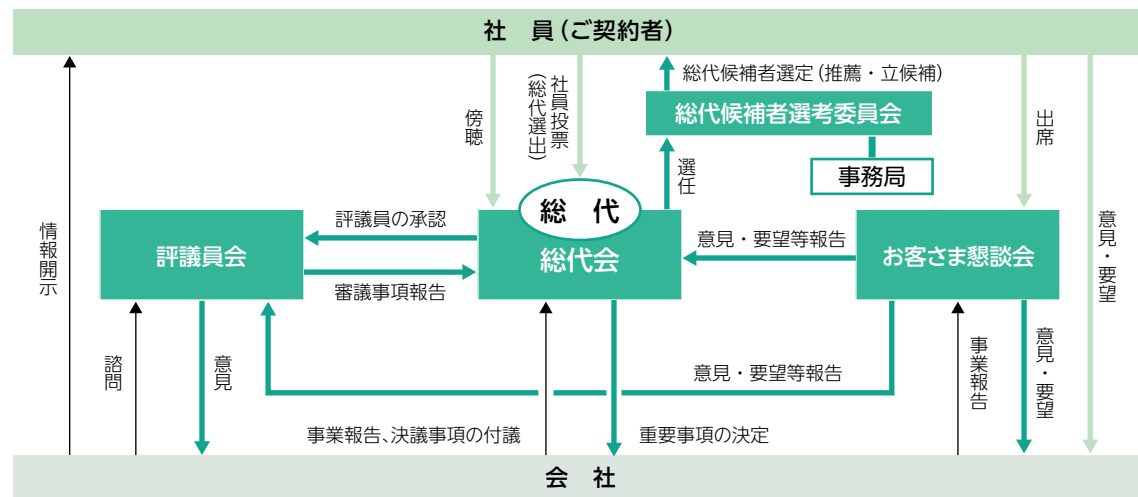 社　員（ご契約者）
総代候補者選定（推薦・立候補）
総代候補者選考委員会
事務局
選任
傍聴
社員投票
（総代選出）
出席
意見・要望
情報開示
総　代
総代会
評議員の承認
評議員会
審議事項報告
意見・要望等報告
お客さま懇談会
諮問
意見
意見・要望等報告
事業報告
意見・要望
事業報告、決議事項の付議
重要事項の決定
会　社